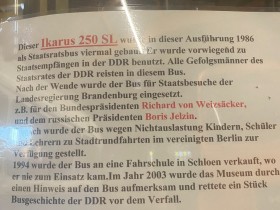 Dieser Ikarus 250 SL wurde in dieser Ausführung 1986
als Staatsratsbus viermal gebaut. Er wurde vorwiegend zu
Staatsempfängen in der DDR benutzt. Alle Gefolgsmänner des
Staatsrates der DDR reisten in diesem Bus.
Nach der Wende wurde der Bus für Staatsbesuche der
Landesregierung Brandenburg eingesetzt.
z.B. für den Bundespräsidenten Richard von Weizsäcker,
und dem russischen Präsidenten Boris Jelzin.
wurde der Bus wegen Nichtauslastung Kindern, Schüler
Lehrern zu Stadtrundfahrten im vereinigten Berlin zur
Verfügung gestellt.
1994 wurde der Bus an eine Fahrschule in Schloen verkauft, wo
er nie zum Einsatz kam.Im Jahr 2003 wurde das Museum durch
einen Hinweis auf den Bus aufmerksam und rettete ein Stück
Busgeschichte der DDR vor dem Verfall.